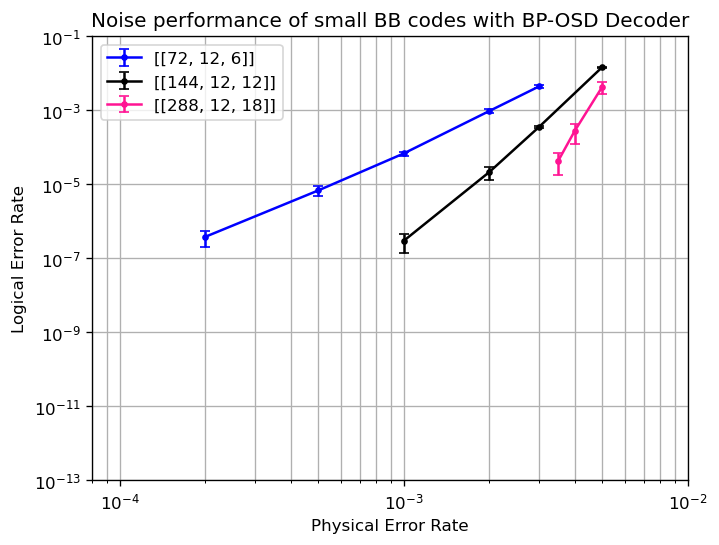 Noise performance of small BB codes with BP-OSD Decoder
[[72, 12, 6]]
[[144, 12, 12]]
[[288, 12, 18]]
Logical Error Rate
10⁻¹
10⁻³
10⁻⁵
10⁻⁷
10⁻⁹
10⁻¹¹
10⁻¹³
10⁻⁴
10⁻³
10⁻²
Physical Error Rate